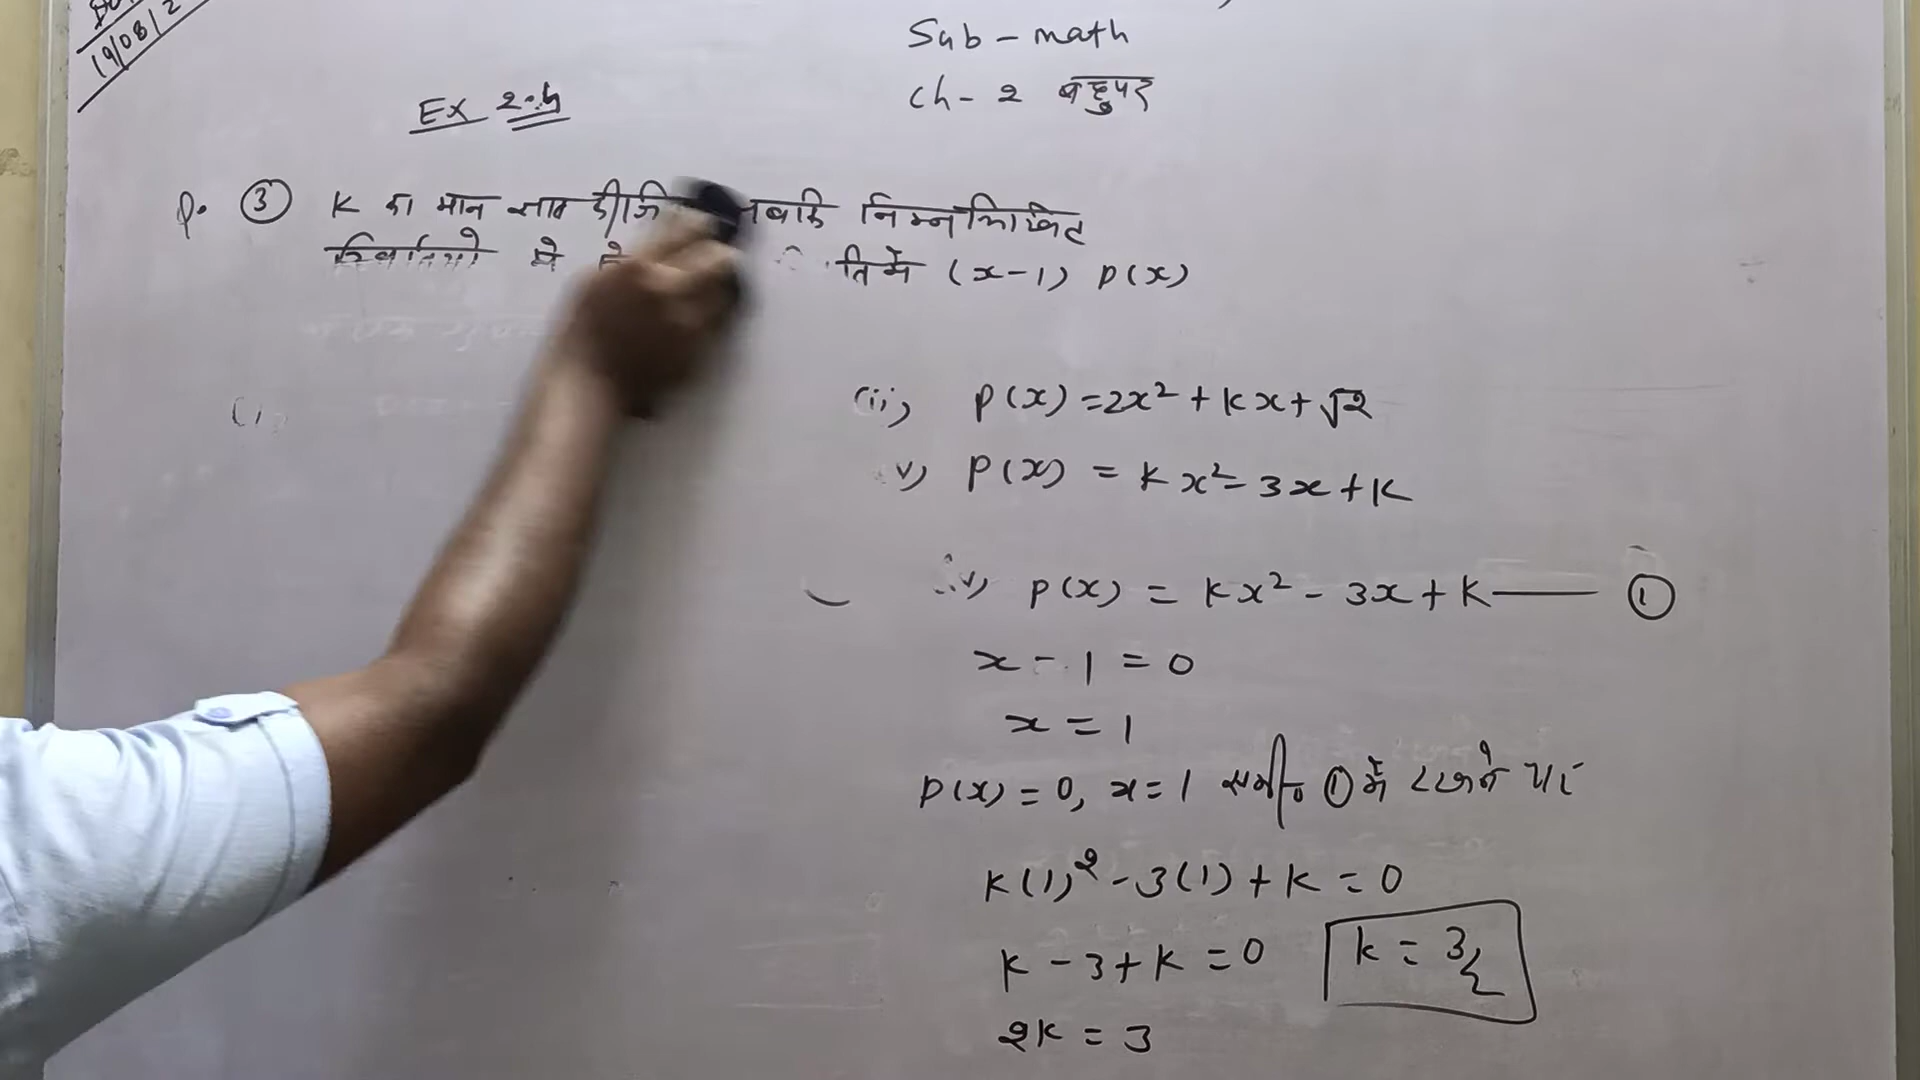 19/08/2
Sub - math
Ch - 2 बहुपद
Ex 2.4
P. ③ K का मान ज्ञात निम्नलिखित
(x-1) P(x)
(i
(ii) P(x) = 2x² + Kx + √2
v) P(x) = Kx² - 3x + K
iv) P(x) = Kx² - 3x + K —— ①
x - 1 = 0
x = 1
P(x) = 0, x = 1 समी० ① में रखने पर
K(1)² - 3(1) + K = 0
K - 3 + K = 0
K = 3/2
2K = 3